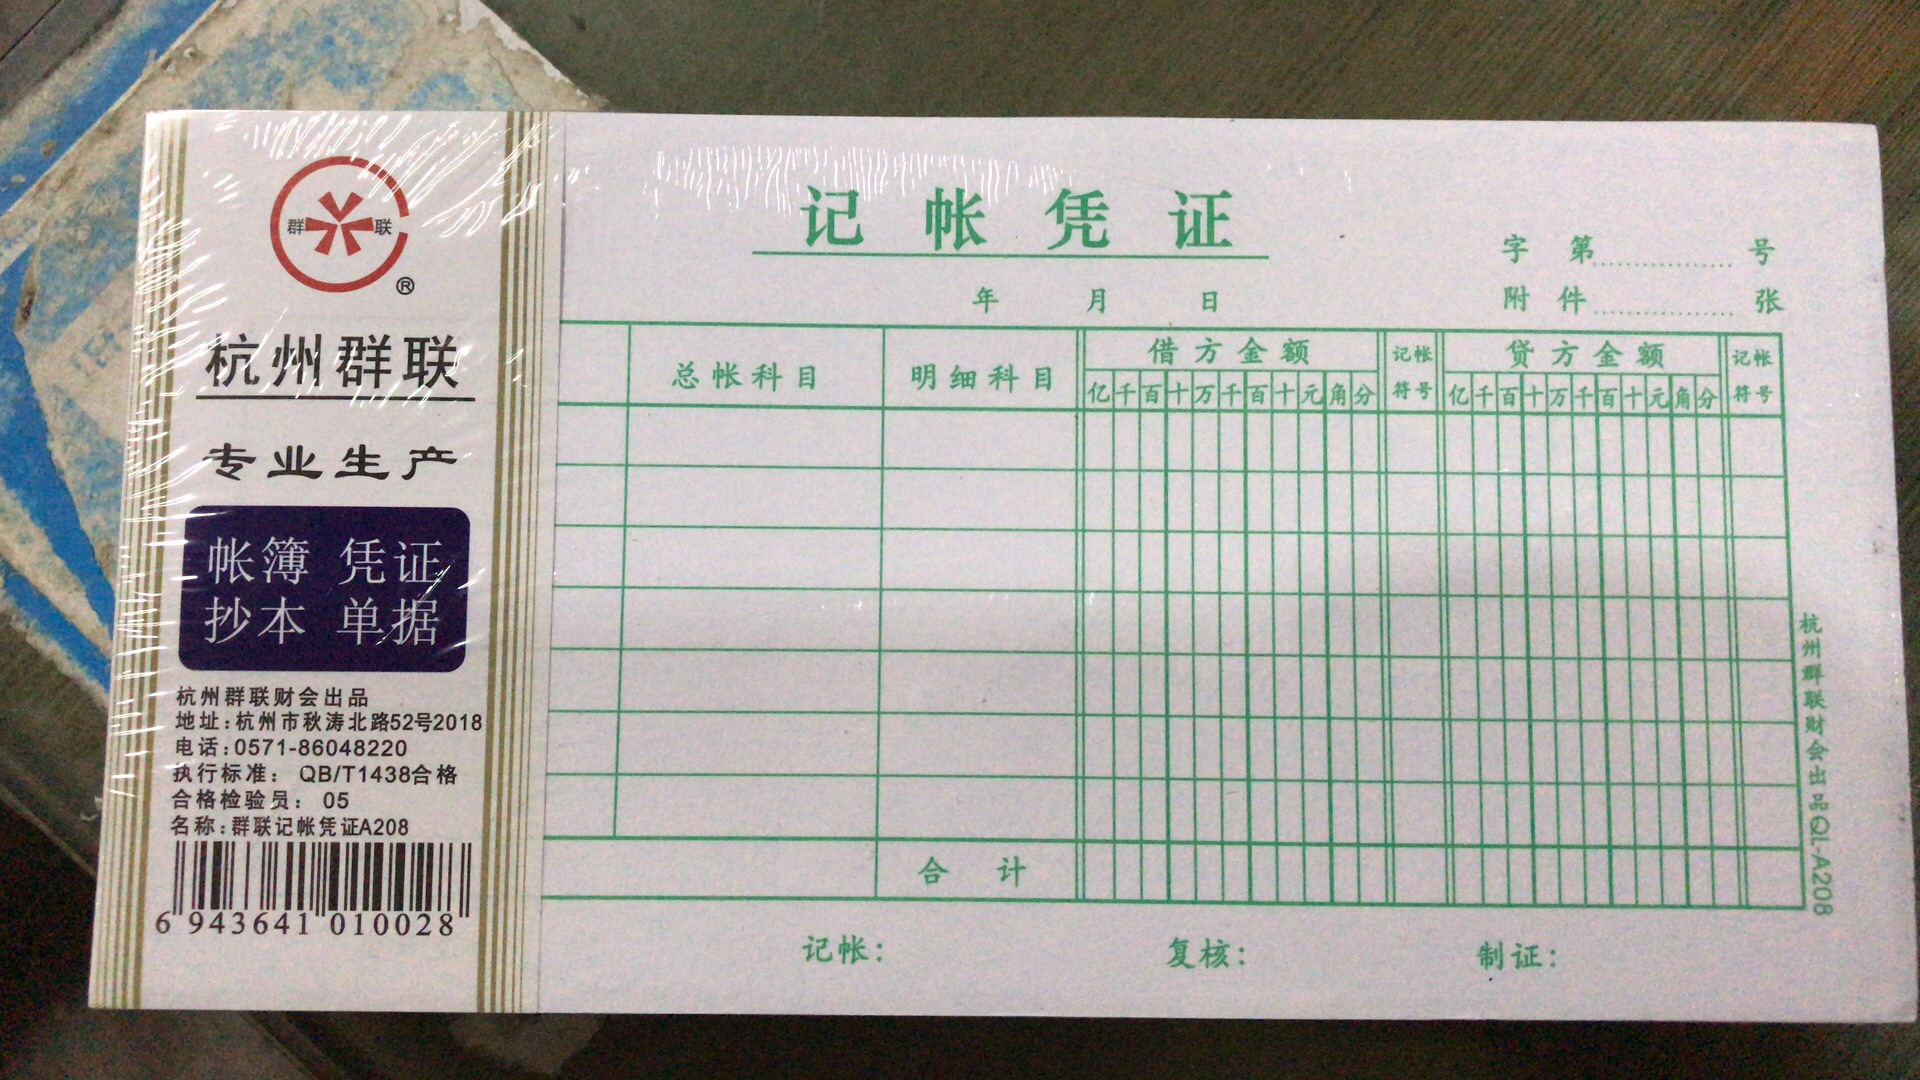 群 联
®
杭州群联
专业生产
帐簿 凭证
抄本 单据
杭州群联财会出品
地址:杭州市秋涛北路52号2018
电话:0571-86048220
执行标准: QB/T1438合格
合格检验员: 05
名称:群联记帐凭证A208
6 943641 010028
记帐凭证
字 第 号
年 月 日
附 件 张
总帐科目 明细科目 借方金额 记帐符号 贷方金额 记帐符号
亿千百十万千百十元角分 亿千百十万千百十元角分
合 计
记帐: 复核: 制证:
杭州群联财会出品QL-A208